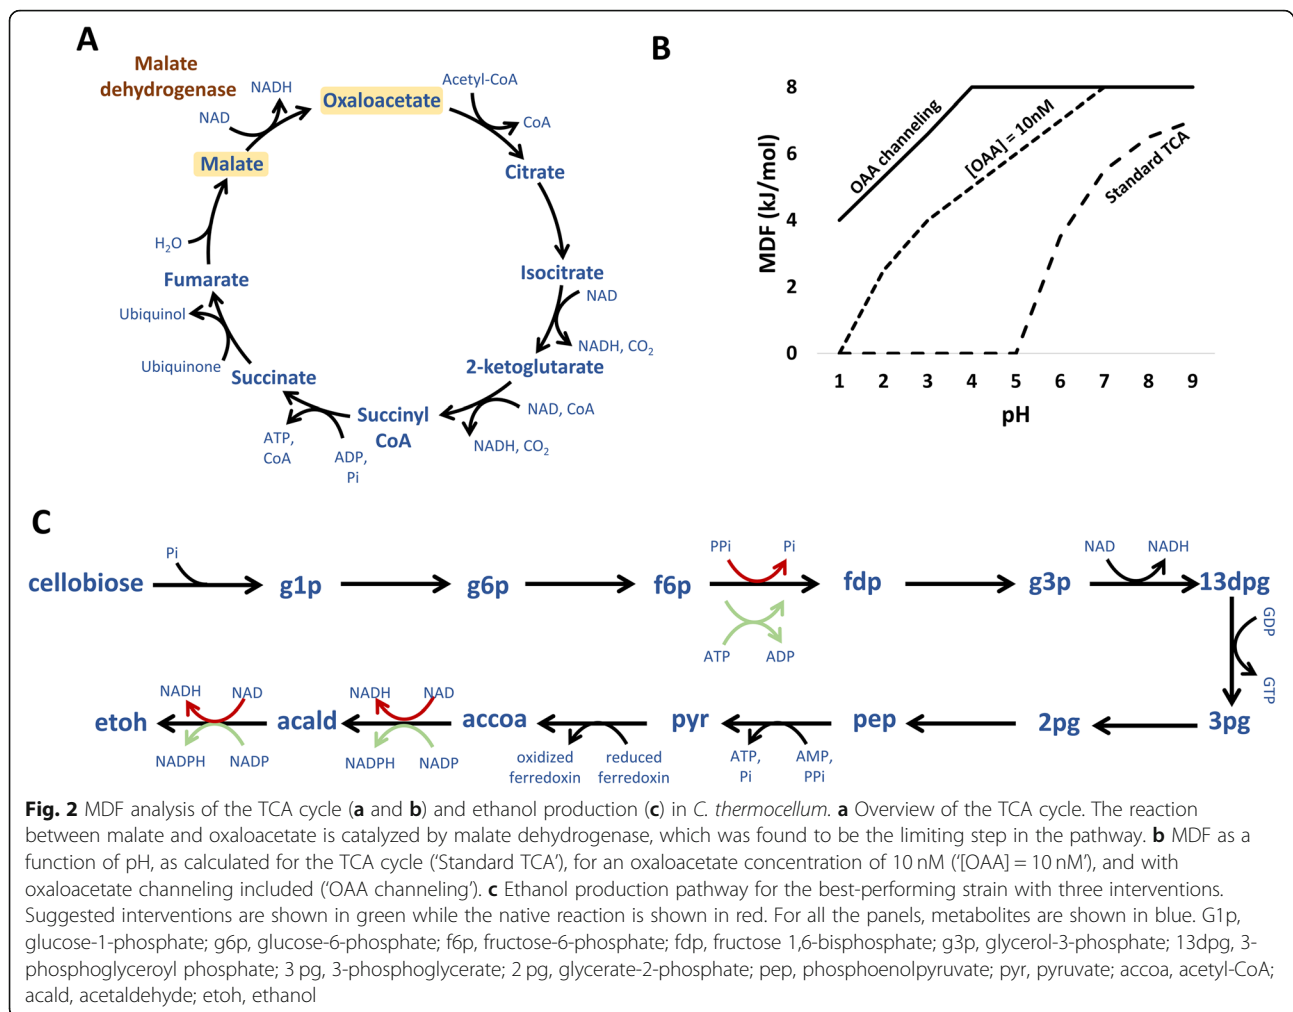 A
Malate
dehydrogenase
NADH
NAD
Oxaloacetate
Acetyl-CoA
CoA
Malate
Citrate
H₂O
Fumarate
Isocitrate
NAD
Ubiquinol
NADH, CO₂
Ubiquinone
2-ketoglutarate
Succinate
NAD, CoA
Succinyl
CoA
NADH, CO₂
ATP,
CoA
ADP,
Pi
B
MDF (kJ/mol)
8
6
4
2
0
OAA channeling
[OAA] = 10nM
Standard TCA
1 2 3 4 5 6 7 8 9
pH
C
Pi
PPi Pi
NAD NADH
cellobiose g1p g6p f6p fdp g3p 13dpg
ATP ADP
GDP
GTP
NADH NAD NADH NAD
etoh acald accoa pyr pep 2pg 3pg
NADPH NADP NADPH NADP
oxidized
ferredoxin
reduced
ferredoxin
ATP,
Pi
AMP,
PPi
Fig. 2 MDF analysis of the TCA cycle (a and b) and ethanol production (c) in C. thermocellum. a Overview of the TCA cycle. The reaction
between malate and oxaloacetate is catalyzed by malate dehydrogenase, which was found to be the limiting step in the pathway. b MDF as a
function of pH, as calculated for the TCA cycle (‘Standard TCA’), for an oxaloacetate concentration of 10 nM (‘[OAA] = 10 nM’), and with
oxaloacetate channeling included (‘OAA channeling’). c Ethanol production pathway for the best-performing strain with three interventions.
Suggested interventions are shown in green while the native reaction is shown in red. For all the panels, metabolites are shown in blue. G1p,
glucose-1-phosphate; g6p, glucose-6-phosphate; f6p, fructose-6-phosphate; fdp, fructose 1,6-bisphosphate; g3p, glycerol-3-phosphate; 13dpg, 3-
phosphoglyceroyl phosphate; 3 pg, 3-phosphoglycerate; 2 pg, glycerate-2-phosphate; pep, phosphoenolpyruvate; pyr, pyruvate; accoa, acetyl-CoA;
acald, acetaldehyde; etoh, ethanol